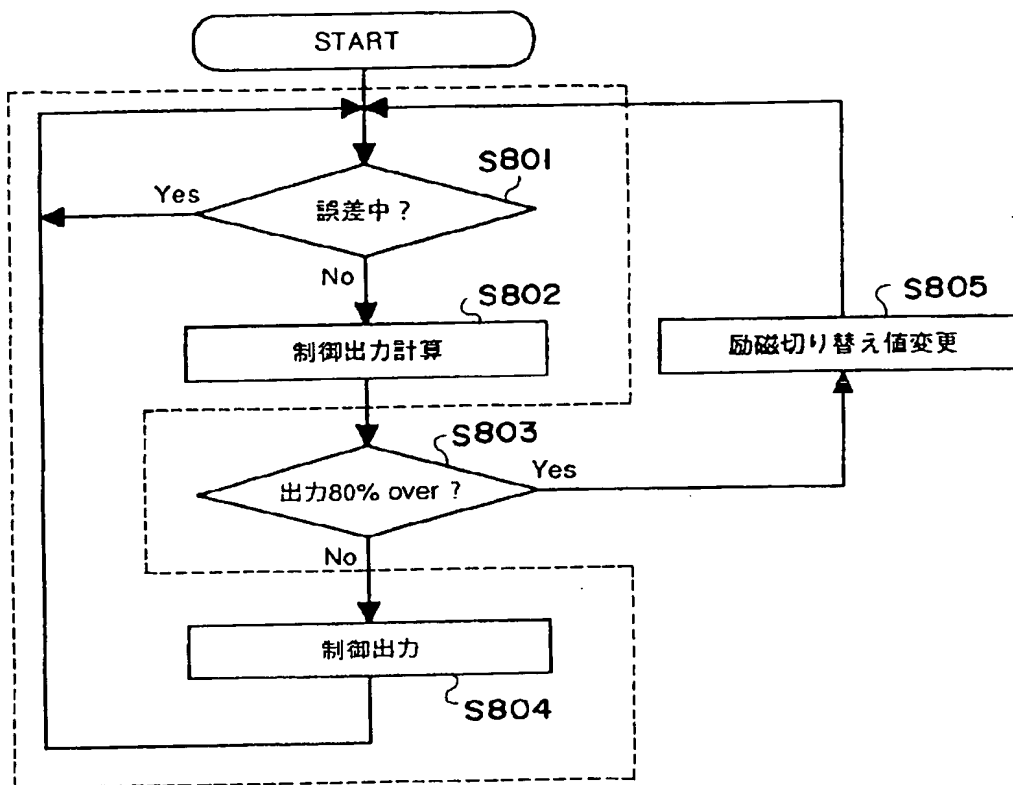 START
S801
Yes
誤差中？
No
S802
制御出力計算
S805
励磁切り替え値変更
S803
Yes
出力80% over？
No
制御出力
S804